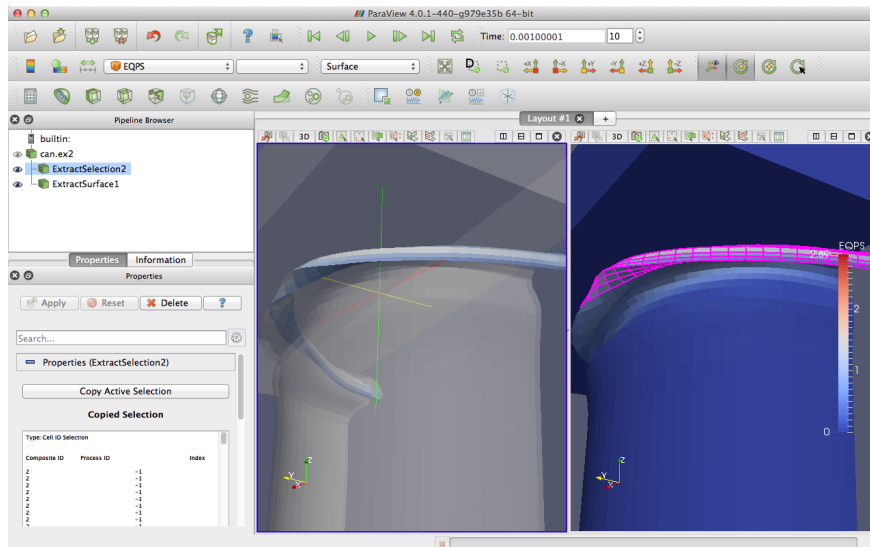 ParaView 4.0.1-440-g979e35b 64-bit
Time: 0.00100001 10
EQPS Surface
+X -X +Y -Y +Z -Z
Pipeline Browser
Layout #1 +
builtin:
can.ex2
ExtractSelection2
ExtractSurface1
3D 3D
Properties Information
Properties
Apply Reset Delete ?
Search...
Properties (ExtractSelection2)
Copy Active Selection
Copied Selection
Type: Cell ID Selection
Composite ID Process ID Index
2 -1
2 -1
2 -1
2 -1
2 -1
2 -1
2 -1
Z
Y
X
EQPS
2.89
2
1
0
Z
Y
X